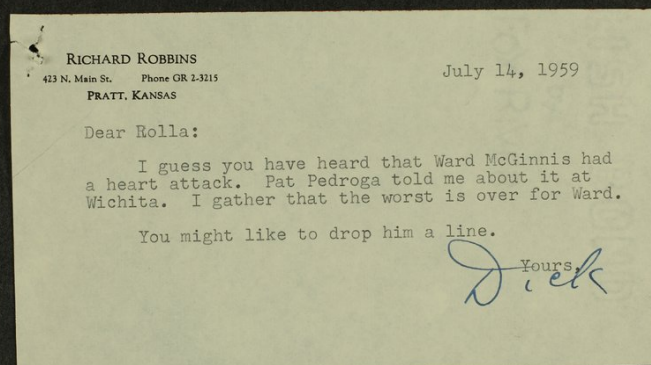 RICHARD ROBBINS
423 N. Main St. Phone GR 2-3215
PRATT, KANSAS
July 14, 1959
Dear Rolla:
I guess you have heard that Ward McGinnis had
a heart attack. Pat Pedroga told me about it at
Wichita. I gather that the worst is over for Ward.
You might like to drop him a line.
Yours,
Dick